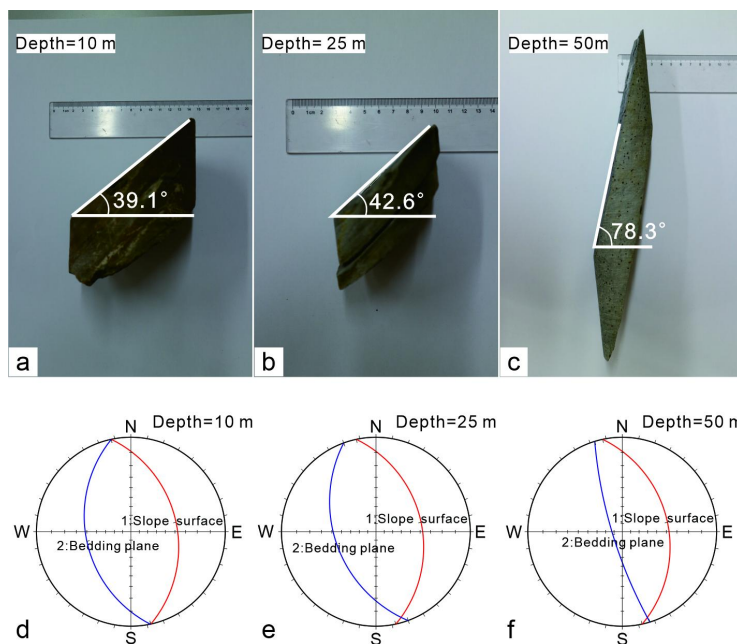 Depth=10 m
Depth= 25 m
Depth= 50m
39.1°
42.6°
78.3°
a
b
c
Depth=10 m
Depth=25 m
Depth=50 m
N
N
N
1:Slope surface
1:Slope surface
1:Slope surface
W
E
W
E
W
E
2:Bedding plane
2:Bedding plane
2:Bedding plane
d
S
e
S
f
S